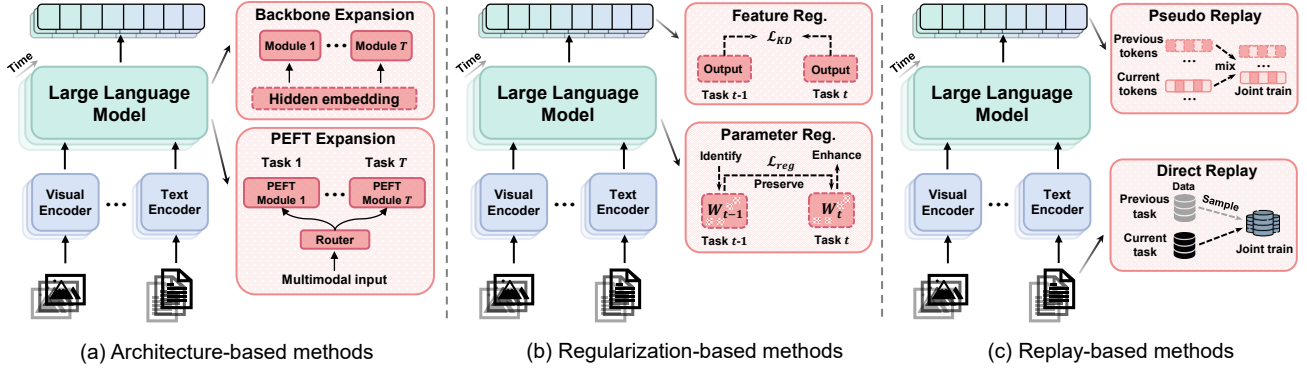 Time
Large Language
Model
Visual
Encoder
...
Text
Encoder
Backbone Expansion
Module 1
...
Module T
Hidden embedding
PEFT Expansion
Task 1
Task T
PEFT
Module 1
...
PEFT
Module T
Router
Multimodal input
(a) Architecture-based methods
Time
Large Language
Model
Visual
Encoder
...
Text
Encoder
Feature Reg.
L_KD
Output
Output
Task t-1
Task t
Parameter Reg.
Identify
L_reg
Enhance
Preserve
W_{t-1}
W_t
Task t-1
Task t
(b) Regularization-based methods
Time
Large Language
Model
Visual
Encoder
...
Text
Encoder
Pseudo Replay
Previous
tokens
...
mix
...
Current
tokens
...
Joint train
Direct Replay
Data
Previous
task
Sample
Current
task
Joint train
(c) Replay-based methods